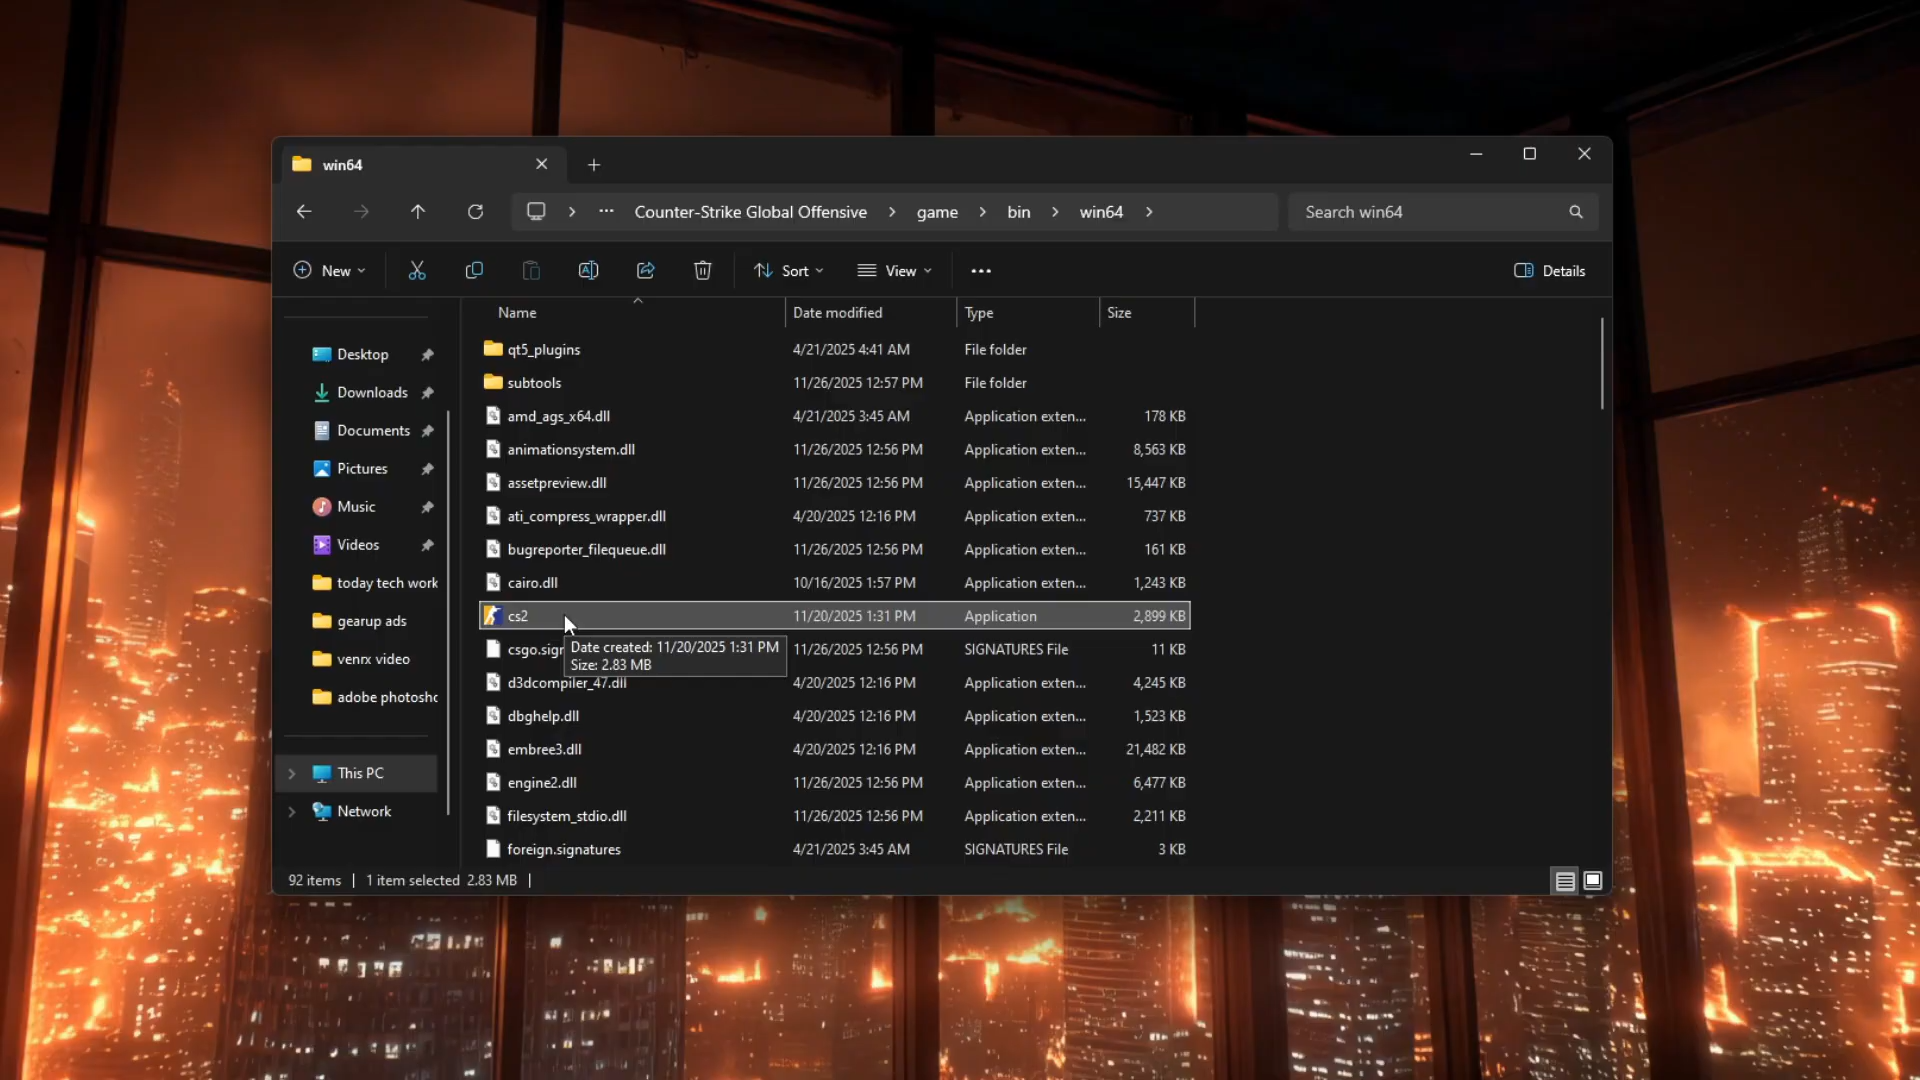 win64
Counter-Strike Global Offensive > game > bin > win64 >
Search win64
New
Sort
View
Details
Name
Date modified
Type
Size
Desktop
Downloads
Documents
Pictures
Music
Videos
today tech work
gearup ads
venrx video
adobe photosho
This PC
Network
qt5_plugins 4/21/2025 4:41 AM File folder
subtools 11/26/2025 12:57 PM File folder
amd_ags_x64.dll 4/21/2025 3:45 AM Application exten... 178 KB
animationsystem.dll 11/26/2025 12:56 PM Application exten... 8,563 KB
assetpreview.dll 11/26/2025 12:56 PM Application exten... 15,447 KB
ati_compress_wrapper.dll 4/20/2025 12:16 PM Application exten... 737 KB
bugreporter_filequeue.dll 11/26/2025 12:56 PM Application exten... 161 KB
cairo.dll 10/16/2025 1:57 PM Application exten... 1,243 KB
cs2 11/20/2025 1:31 PM Application 2,899 KB
csgo.sigr 11/26/2025 12:56 PM SIGNATURES File 11 KB
Date created: 11/20/2025 1:31 PM
Size: 2.83 MB
d3dcompiler_47.dll 4/20/2025 12:16 PM Application exten... 4,245 KB
dbghelp.dll 4/20/2025 12:16 PM Application exten... 1,523 KB
embree3.dll 4/20/2025 12:16 PM Application exten... 21,482 KB
engine2.dll 11/26/2025 12:56 PM Application exten... 6,477 KB
filesystem_stdio.dll 11/26/2025 12:56 PM Application exten... 2,211 KB
foreign.signatures 4/21/2025 3:45 AM SIGNATURES File 3 KB
92 items | 1 item selected 2.83 MB |